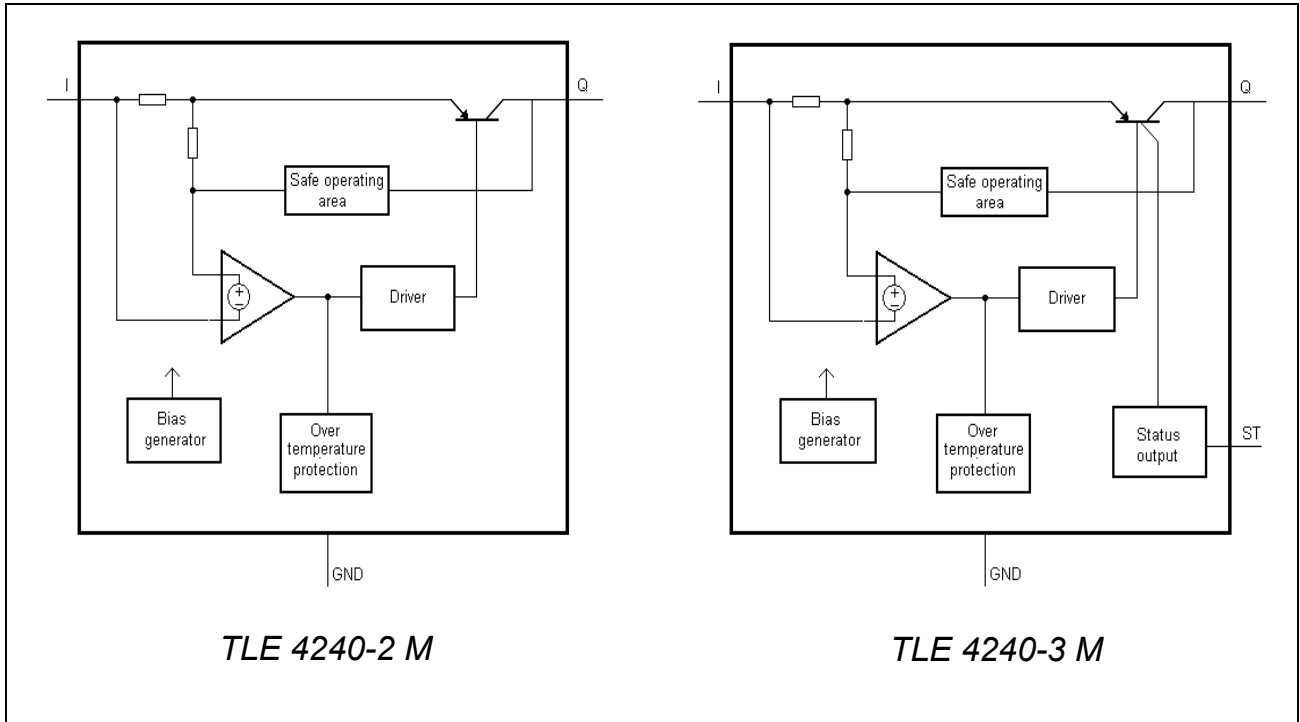 I
Q
Safe operating
area
+
−
Driver
Bias
generator
Over
temperature
protection
GND
TLE 4240-2 M
I
Q
Safe operating
area
+
−
Driver
Bias
generator
Over
temperature
protection
Status
output
ST
GND
TLE 4240-3 M